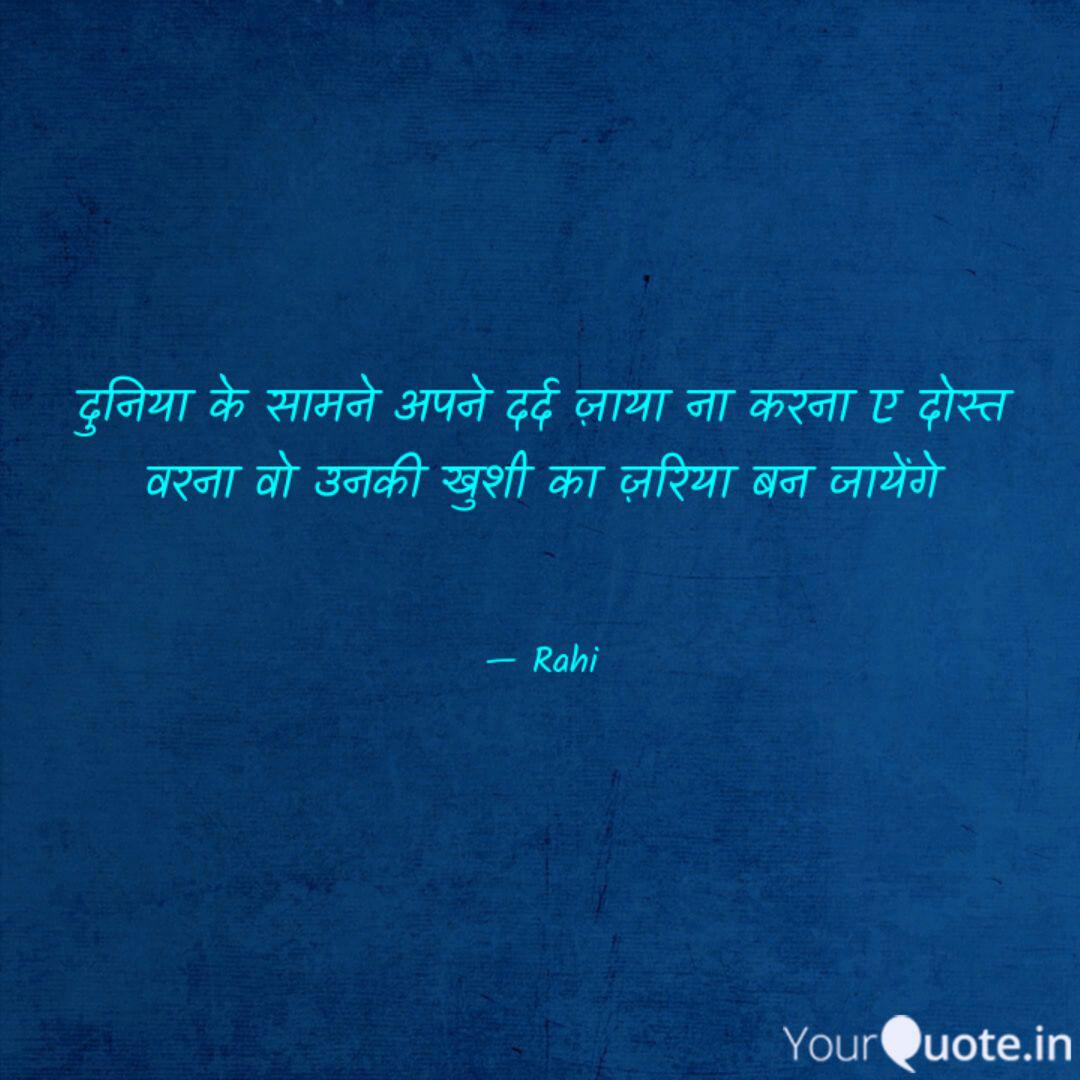 दुनिया के सामने अपने दर्द ज़ाया ना करना ए दोस्त
वरना वो उनकी खुशी का ज़रिया बन जायेंगे
— Rahi
YourQuote.in